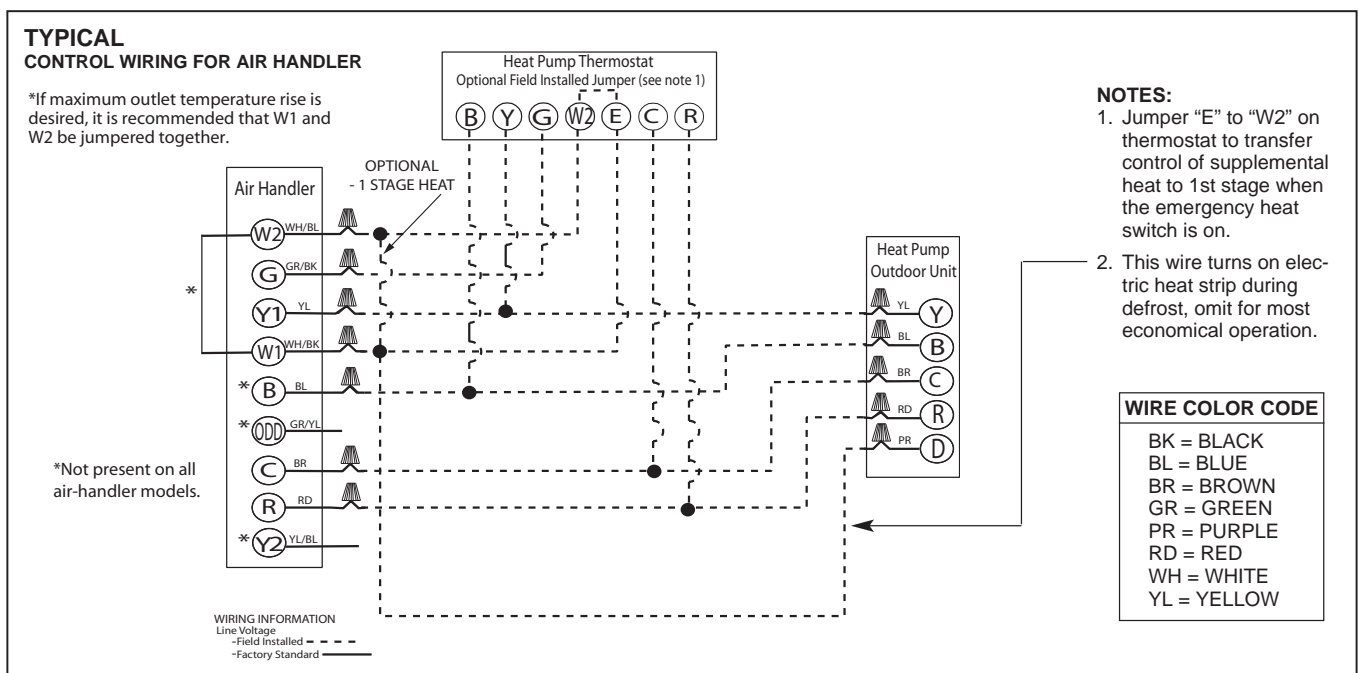 TYPICAL
CONTROL WIRING FOR AIR HANDLER
*If maximum outlet temperature rise is
desired, it is recommended that W1 and
W2 be jumpered together.
Heat Pump Thermostat
Optional Field Installed Jumper (see note 1)
B Y G W2 E C R
OPTIONAL
- 1 STAGE HEAT
Air Handler
W2 WH/BL
G GR/BK
*
Y1 YL
W1 WH/BK
* B BL
* ODD GR/YL
C BR
R RD
* Y2 YL/BL
*Not present on all
air-handler models.
Heat Pump
Outdoor Unit
YL Y
BL B
BR C
RD R
PR D
WIRING INFORMATION
Line Voltage
-Field Installed
-Factory Standard
NOTES:
1. Jumper “E” to “W2” on
thermostat to transfer
control of supplemental
heat to 1st stage when
the emergency heat
switch is on.
2. This wire turns on elec-
tric heat strip during
defrost, omit for most
economical operation.
WIRE COLOR CODE
BK = BLACK
BL = BLUE
BR = BROWN
GR = GREEN
PR = PURPLE
RD = RED
WH = WHITE
YL = YELLOW